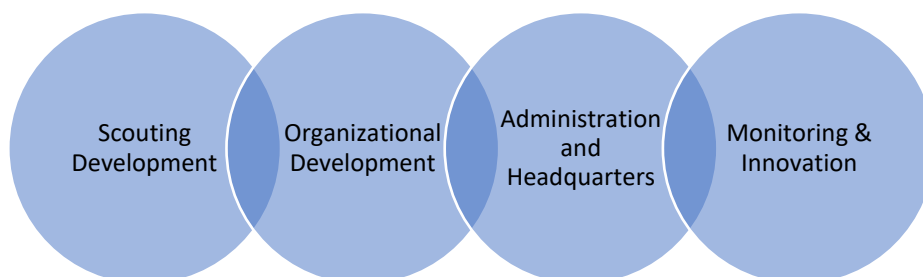 Scouting
Development
Organizational
Development
Administration
and
Headquarters
Monitoring &
Innovation